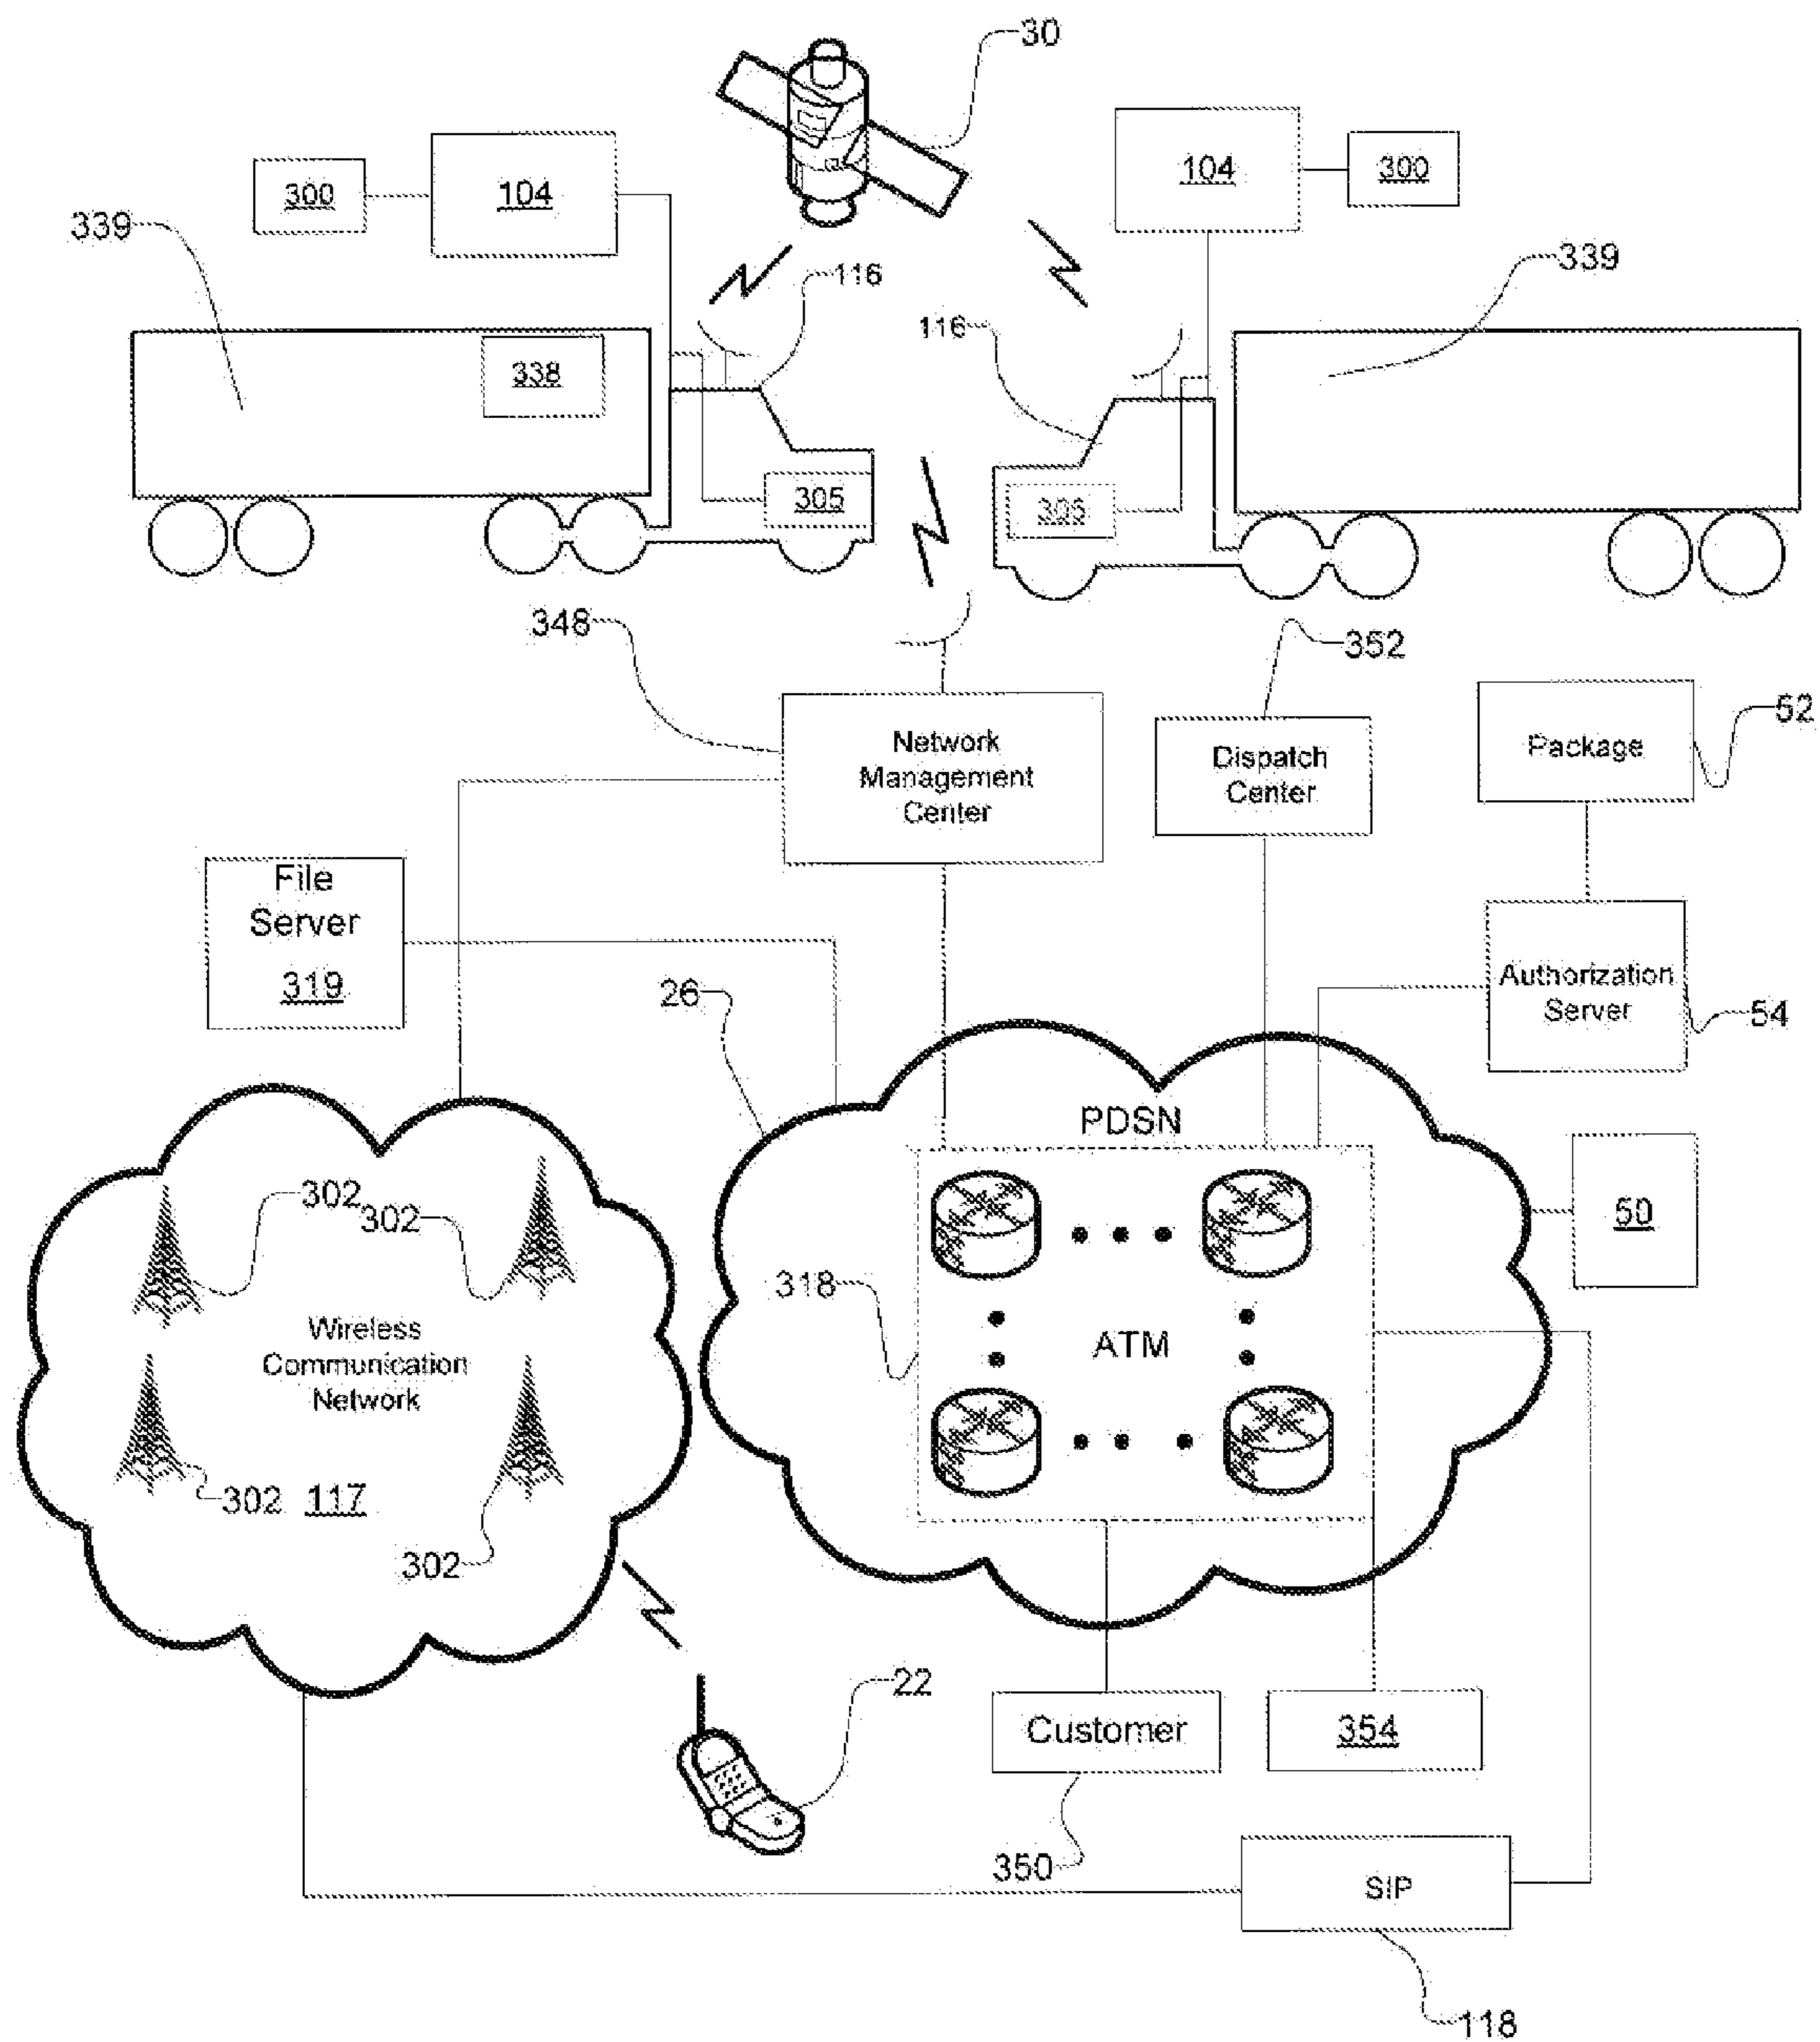 30
300
104
104
300
339
116
339
116
338
305
305
348
352
52
Network
Management
Center
Dispatch
Center
Package
File
Server
319
26
Authorization
Server
54
PDSN
302
302
50
318
ATM
Wireless
Communication
Network
302
117
302
22
Customer
354
350
SIP
118